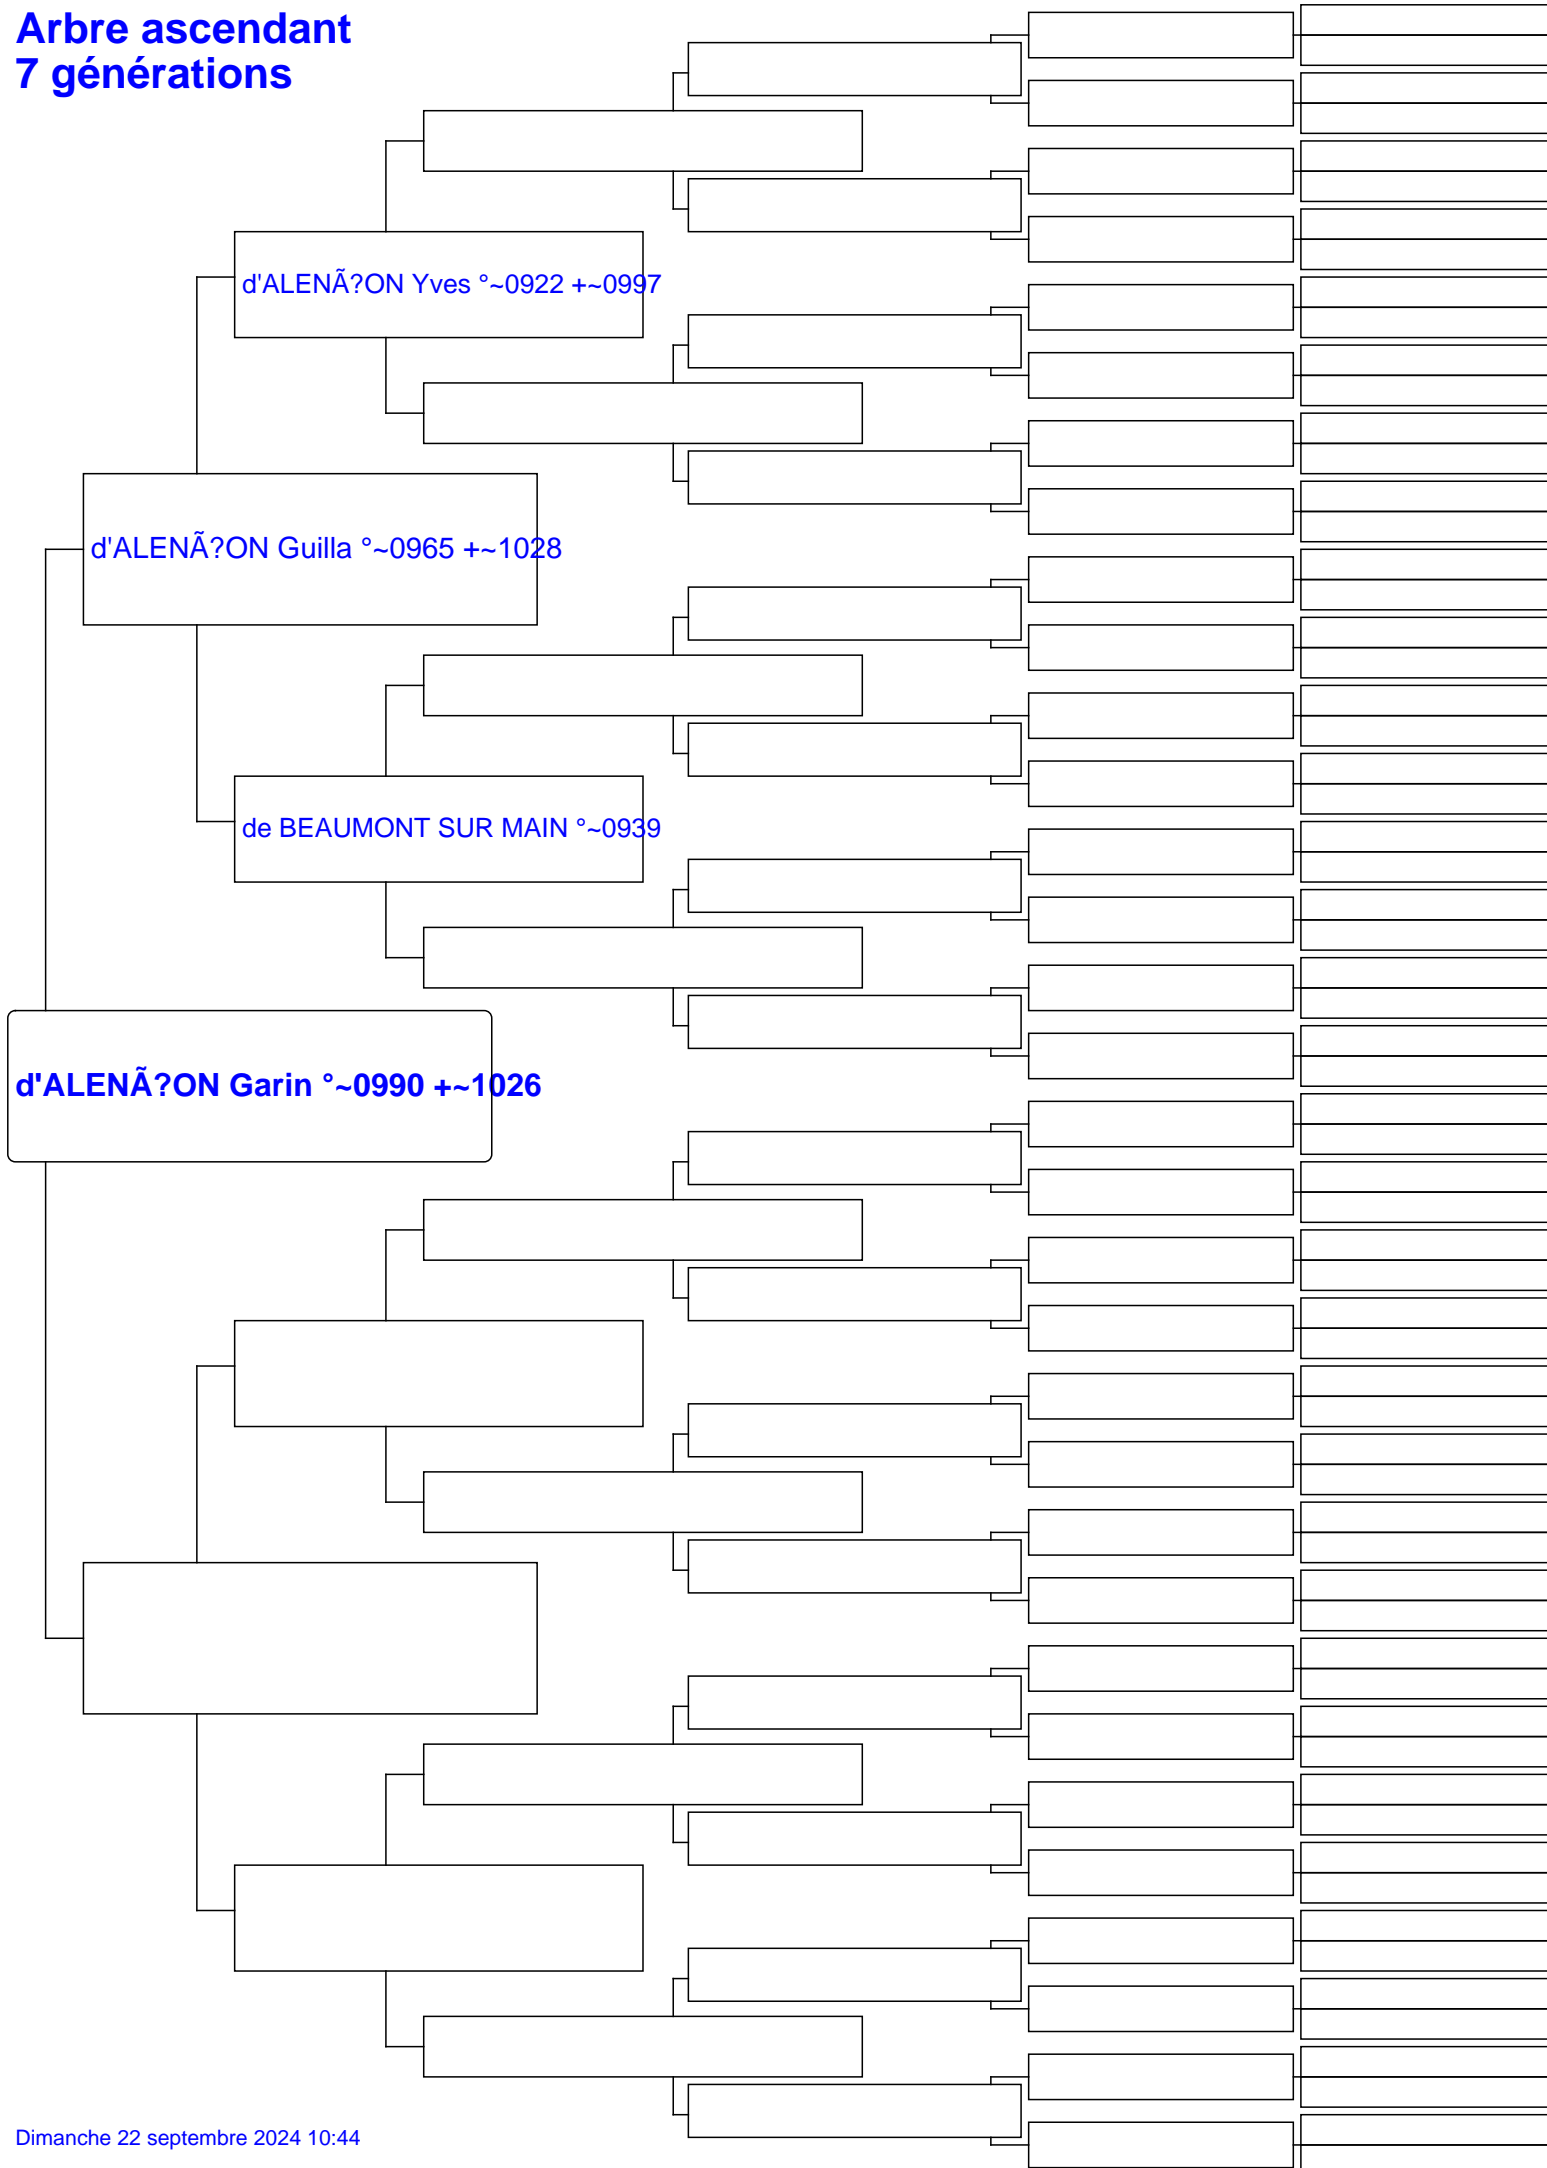 Arbre ascendant
7 générations
d'ALENÃ?ON Yves °~0922 +~0997
d'ALENÃ?ON Guilla °~0965 +~1028
de BEAUMONT SUR MAIN °~0939
d'ALENÃ?ON Garin °~0990 +~1026
Dimanche 22 septembre 2024 10:44